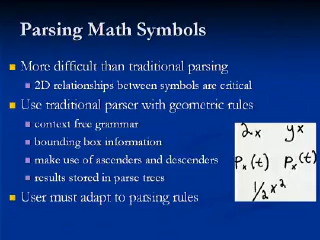 Parsing Math Symbols
More difficult than traditional parsing
2D relationships between symbols are critical
Use traditional parser with geometric rules
context free grammar
bounding box information
make use of ascenders and descenders
results stored in parse trees
User must adapt to parsing rules
2x yx
Pₓ(t) Pₓ(t)
1/2 x²